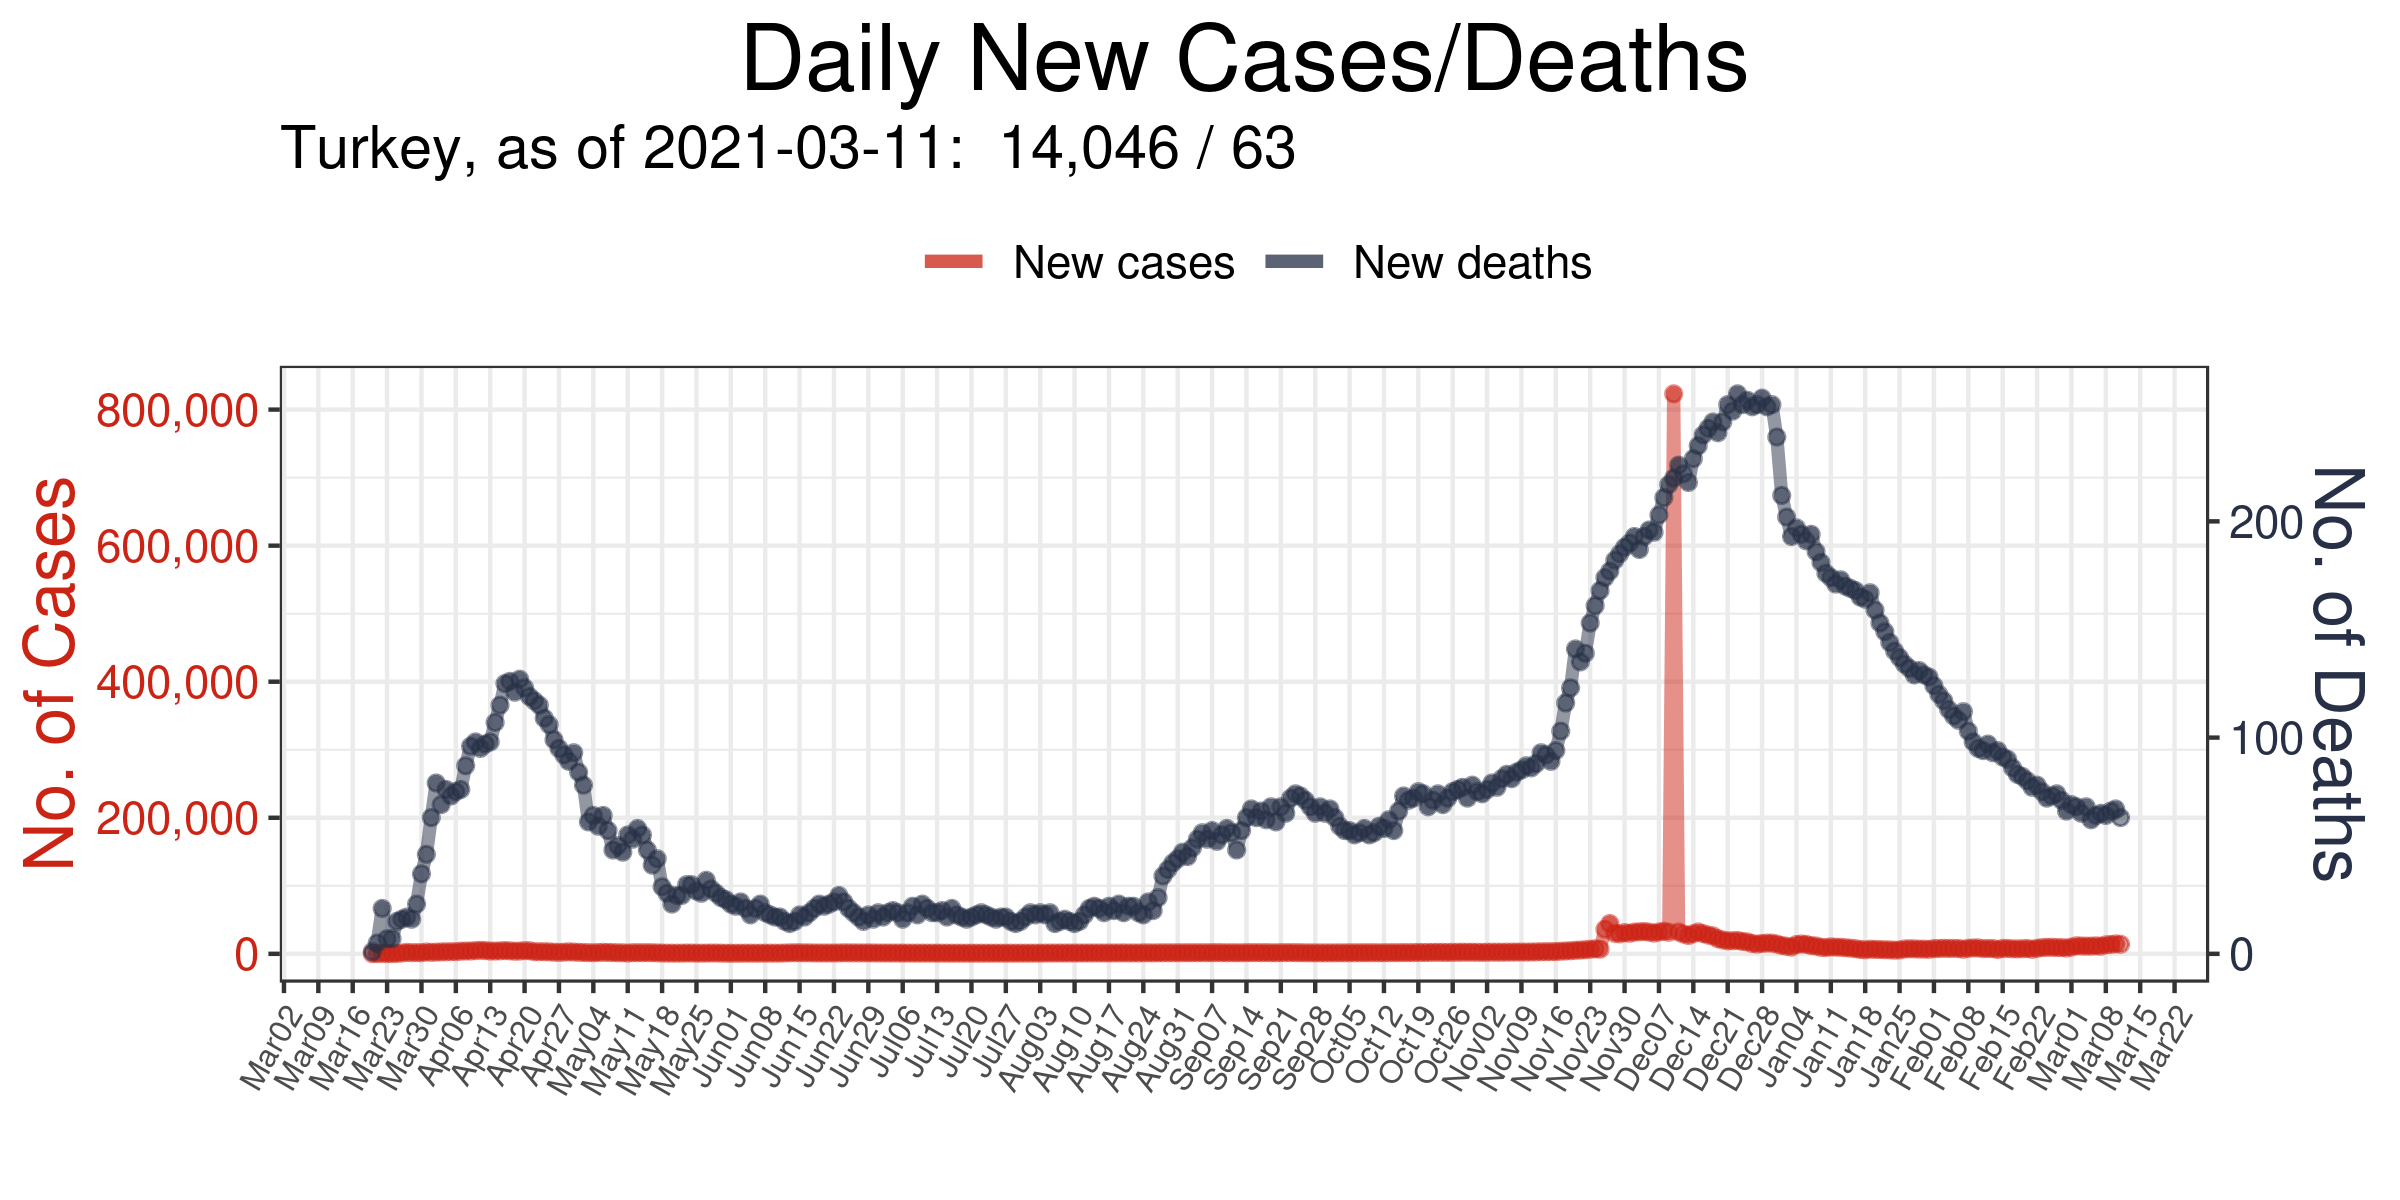 Daily New Cases/Deaths
Turkey, as of 2021-03-11:  14,046 / 63
New cases
New deaths
No. of Cases
800,000
600,000
400,000
200,000
0
200
100
0
No. of Deaths
Mar02
Mar09
Mar16
Mar23
Mar30
Apr06
Apr13
Apr20
Apr27
May04
May11
May18
May25
Jun01
Jun08
Jun15
Jun22
Jun29
Jul06
Jul13
Jul20
Jul27
Aug03
Aug10
Aug17
Aug24
Aug31
Sep07
Sep14
Sep21
Sep28
Oct05
Oct12
Oct19
Oct26
Nov02
Nov09
Nov16
Nov23
Nov30
Dec07
Dec14
Dec21
Dec28
Jan04
Jan11
Jan18
Jan25
Feb01
Feb08
Feb15
Feb22
Mar01
Mar08
Mar15
Mar22